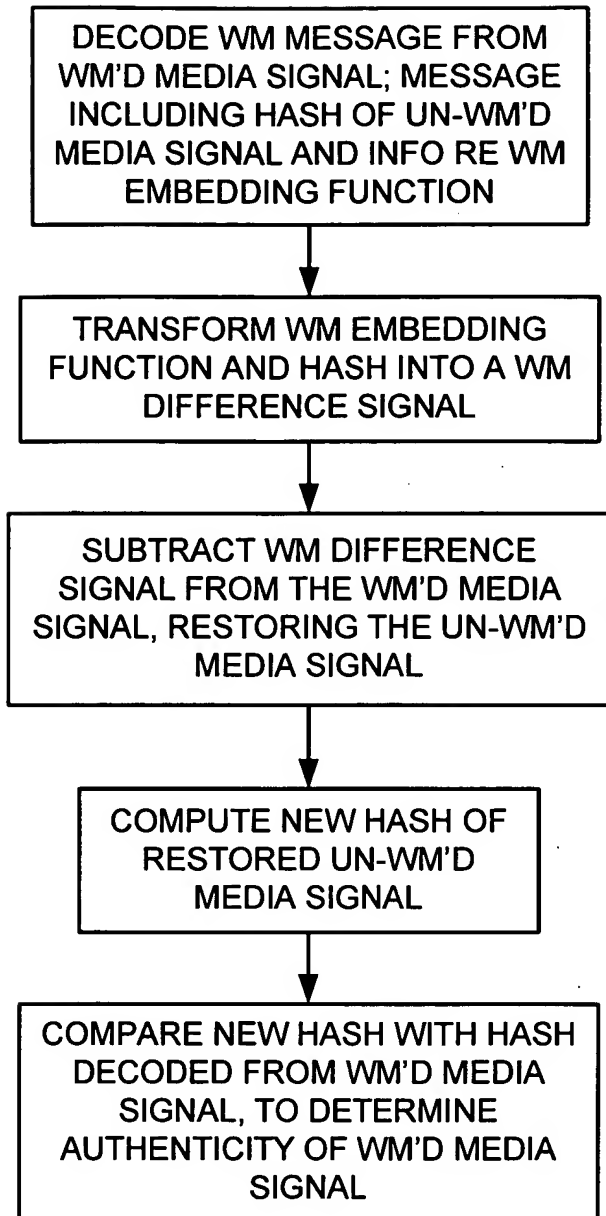 DECODE WM MESSAGE FROM
WM'D MEDIA SIGNAL; MESSAGE
INCLUDING HASH OF UN-WM'D
MEDIA SIGNAL AND INFO RE WM
EMBEDDING FUNCTION
TRANSFORM WM EMBEDDING
FUNCTION AND HASH INTO A WM
DIFFERENCE SIGNAL
SUBTRACT WM DIFFERENCE
SIGNAL FROM THE WM'D MEDIA
SIGNAL, RESTORING THE UN-WM'D
MEDIA SIGNAL
COMPUTE NEW HASH OF
RESTORED UN-WM'D
MEDIA SIGNAL
COMPARE NEW HASH WITH HASH
DECODED FROM WM'D MEDIA
SIGNAL, TO DETERMINE
AUTHENTICITY OF WM'D MEDIA
SIGNAL